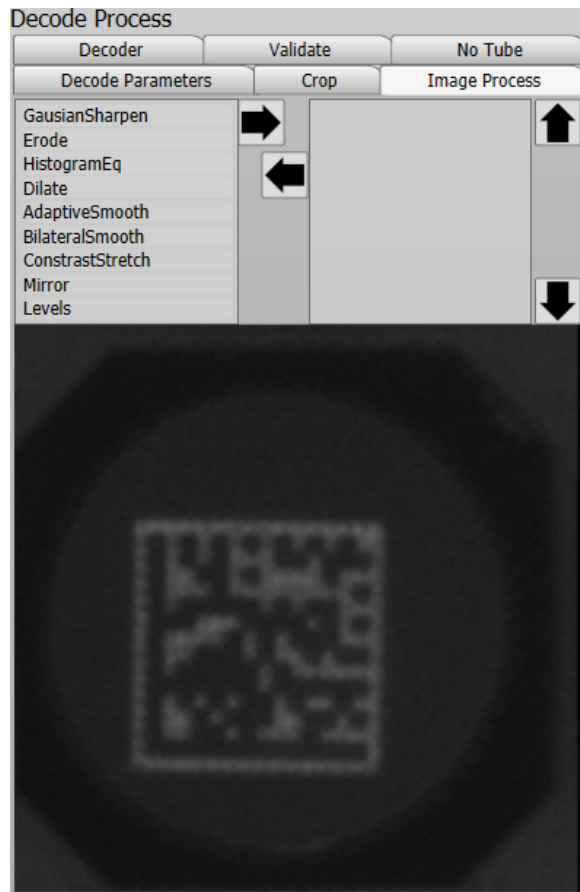 Decode Process
Decoder Validate No Tube
Decode Parameters Crop Image Process
GausianSharpen
Erode
HistogramEq
Dilate
AdaptiveSmooth
BilateralSmooth
ConstrastStretch
Mirror
Levels